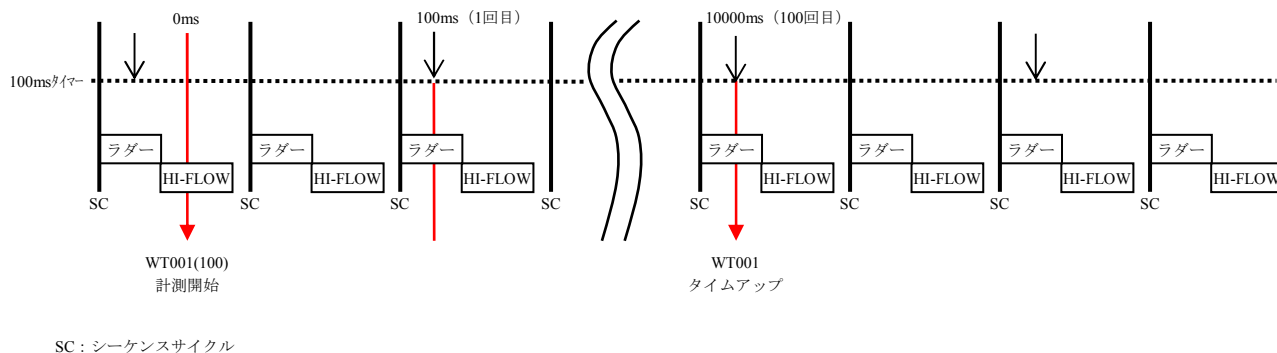 0ms
100ms（1回目）
10000ms（100回目）
100msﾀｲﾏｰ
ラダー ラダー ラダー ラダー ラダー ラダー ラダー
HI-FLOW HI-FLOW HI-FLOW HI-FLOW HI-FLOW HI-FLOW HI-FLOW
SC SC SC SC SC SC SC SC
WT001(100)
計測開始
WT001
タイムアップ
SC：シーケンスサイクル